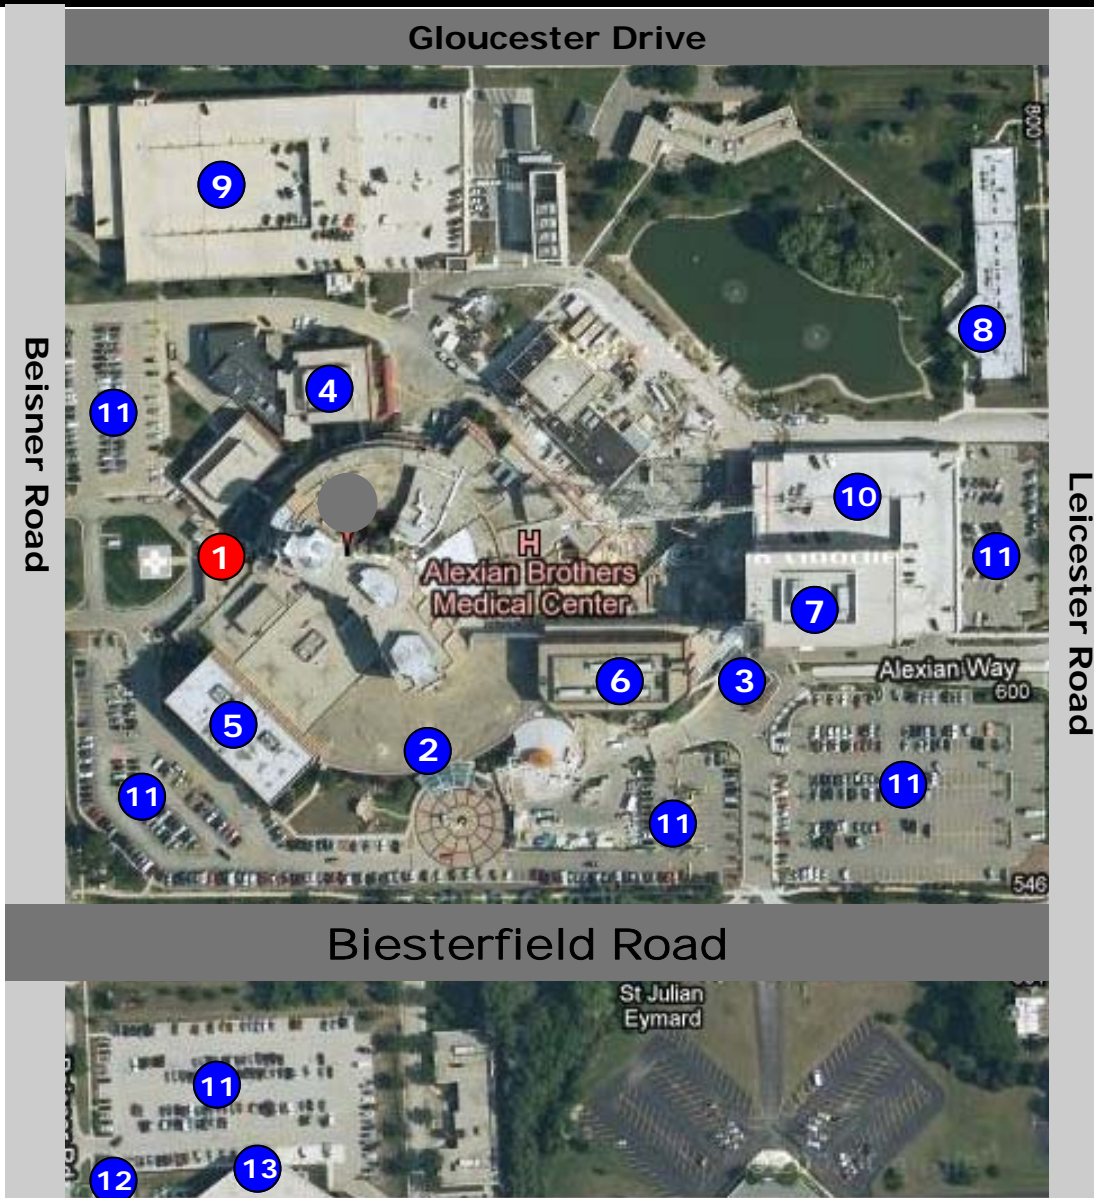 Gloucester Drive
800
9
8
4
11
Beisner Road
10
Leicester Road
1
H
11
Alexian Brothers
Medical Center
7
6
3
Alexian Way
600
5
2
11
11
11
546
Biesterfield Road
St Julian
Eymard
11
13
12